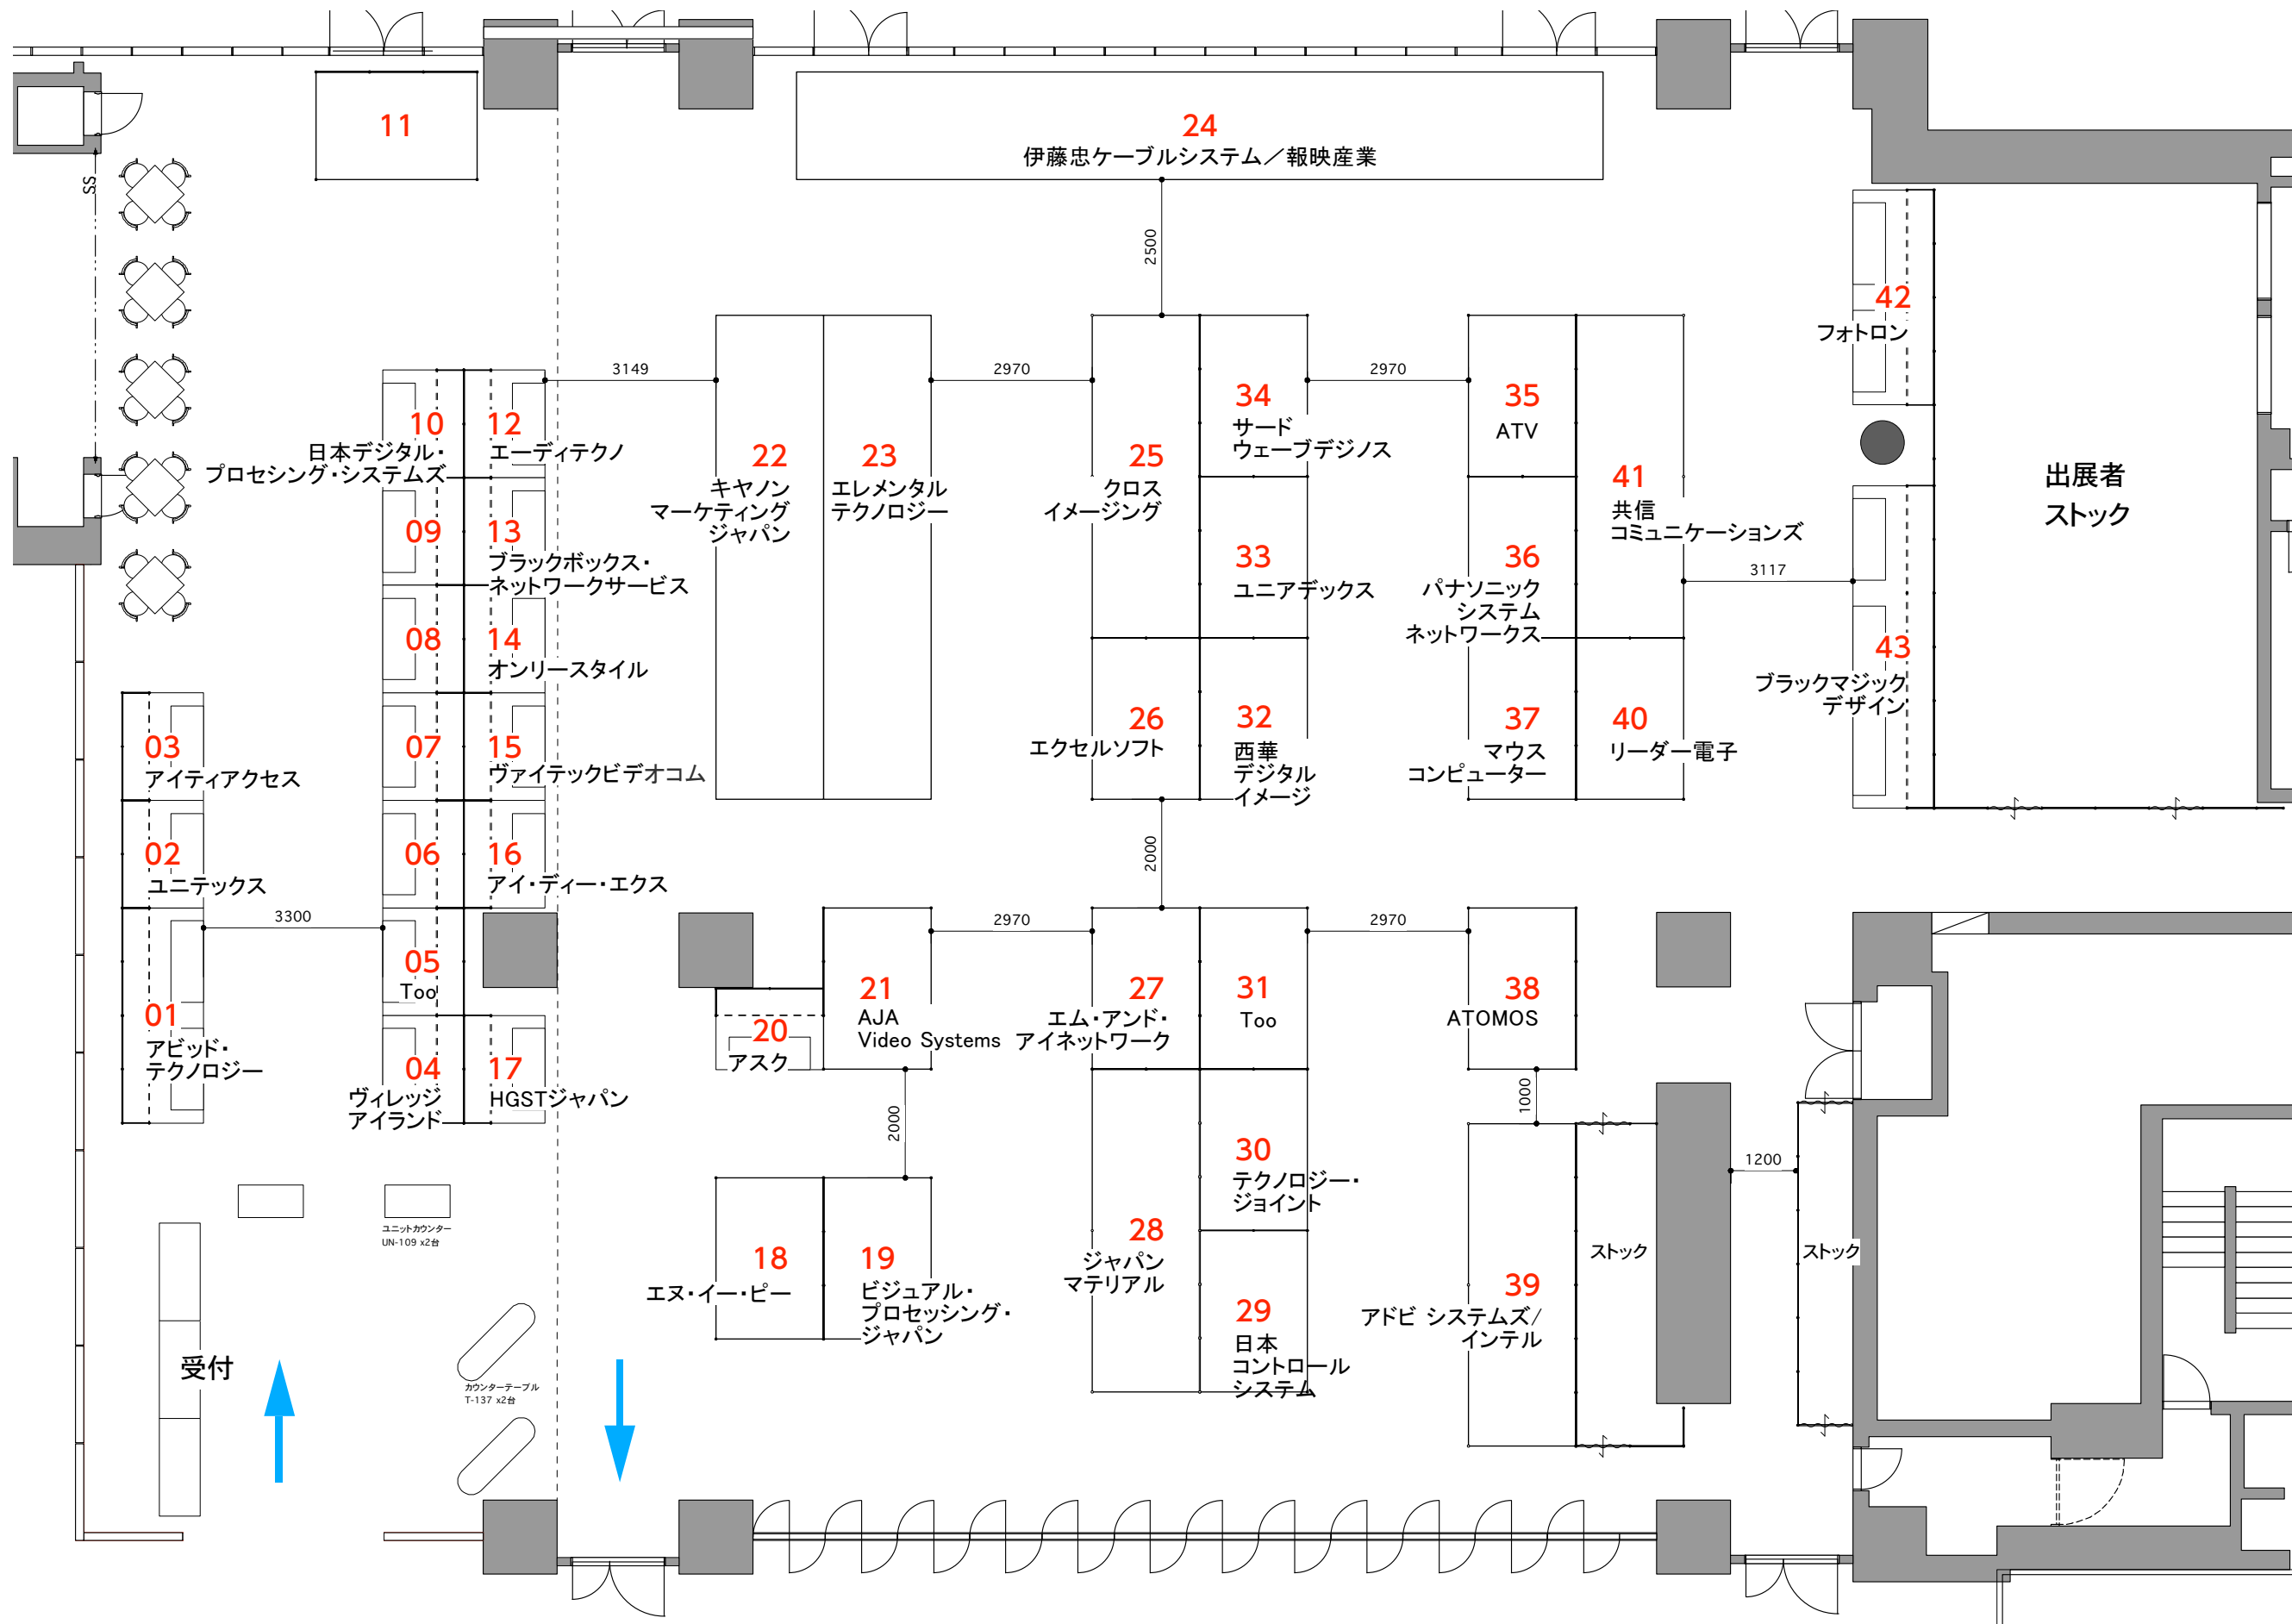 11
24
伊藤忠ケーブルシステム／報映産業
SS
2500
42
フォトロン
出展者
ストック
3149
2970
2970
10
日本デジタル・
プロセシング・システムズ
12
エーディテクノ
22
キヤノン
マーケティング
ジャパン
23
エレメンタル
テクノロジー
25
クロス
イメージング
34
サード
ウェーブデジノス
35
ATV
41
共信
コミュニケーションズ
09
13
ブラックボックス・
ネットワークサービス
33
ユニアデックス
36
パナソニック
システム
ネットワークス
3117
08
14
オンリースタイル
43
ブラックマジック
デザイン
03
アイティアクセス
07
15
ヴァイテックビデオコム
26
エクセルソフト
32
西華
デジタル
イメージ
37
マウス
コンピューター
40
リーダー電子
02
ユニテックス
06
16
アイ・ディー・エクス
2000
3300
2970
2970
01
アビッド・
テクノロジー
05
Too
20
アスク
21
AJA
Video Systems
27
エム・アンド・
アイネットワーク
31
Too
38
ATOMOS
04
ヴィレッジ
アイランド
17
HGSTジャパン
2000
1000
30
テクノロジー・
ジョイント
1200
ユニットカウンター
UN-109 x2台
18
エヌ・イー・ピー
19
ビジュアル・
プロセッシング・
ジャパン
28
ジャパン
マテリアル
29
日本
コントロール
システム
39
アドビ システムズ/
インテル
ストック
ストック
受付
カウンターテーブル
T-137 x2台